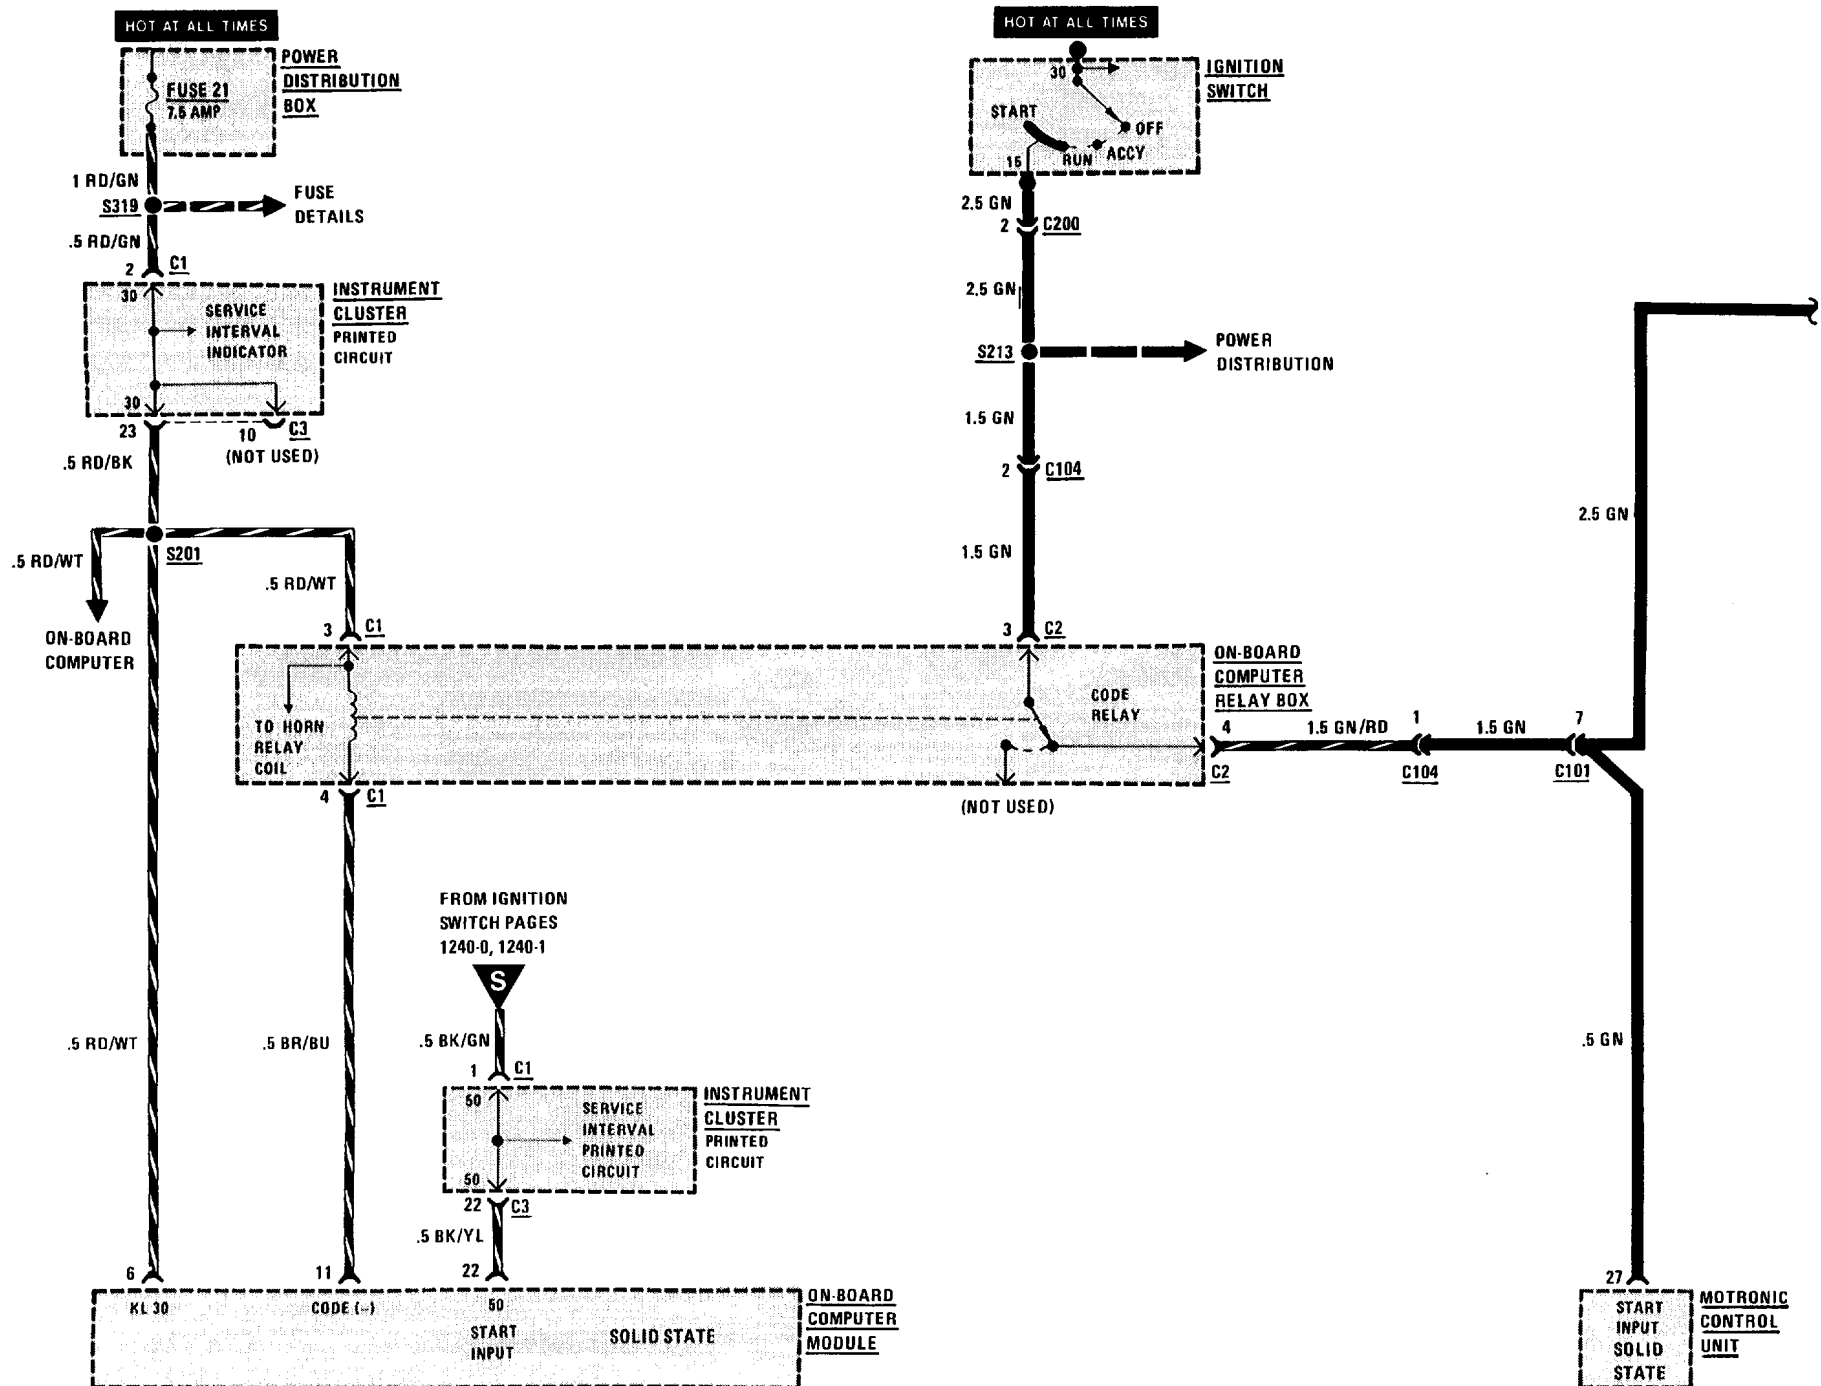 HOT AT ALL TIMES
POWER
DISTRIBUTION
BOX
FUSE 21
7.5 AMP
1 RD/GN
S319
FUSE
DETAILS
.5 RD/GN
2
C1
30
SERVICE
INTERVAL
INDICATOR
INSTRUMENT
CLUSTER
PRINTED
CIRCUIT
30
23
10
C3
(NOT USED)
.5 RD/BK
.5 RD/WT
S201
ON-BOARD
COMPUTER
.5 RD/WT
3
C1
TO HORN
RELAY
COIL
4
C1
HOT AT ALL TIMES
IGNITION
SWITCH
30
START
OFF
ACCY
RUN
15
2.5 GN
2
C200
2.5 GN
S213
POWER
DISTRIBUTION
1.5 GN
2
C104
1.5 GN
3
C2
ON-BOARD
COMPUTER
RELAY BOX
CODE
RELAY
(NOT USED)
4
C2
1.5 GN/RD
1
C104
1.5 GN
7
C101
2.5 GN
.5 GN
FROM IGNITION
SWITCH PAGES
1240-0, 1240-1
S
.5 RD/WT
.5 BR/BU
.5 BK/GN
1
C1
50
SERVICE
INTERVAL
PRINTED
CIRCUIT
INSTRUMENT
CLUSTER
PRINTED
CIRCUIT
50
22
C3
.5 BK/YL
6
11
22
KL 30
CODE (-)
50
START
INPUT
SOLID STATE
ON-BOARD
COMPUTER
MODULE
27
START
INPUT
SOLID
STATE
MOTRONIC
CONTROL
UNIT